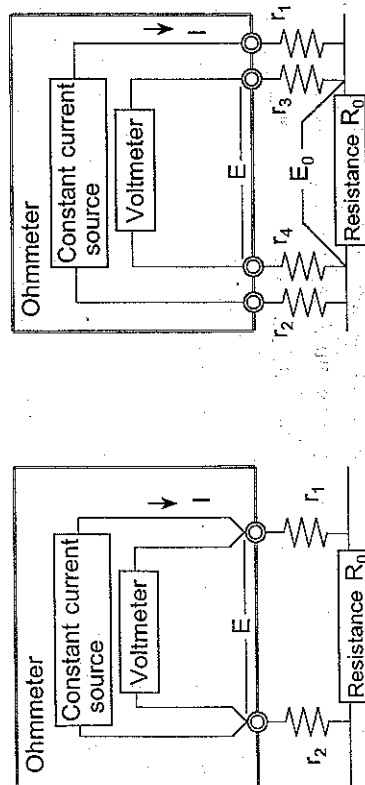 Ohmmeter
Constant current
source
Voltmeter
I
E
r2
r1
Resistance R0
Ohmmeter
Constant current
source
Voltmeter
I
E
r2
r4
r3
r1
E0
Resistance R0